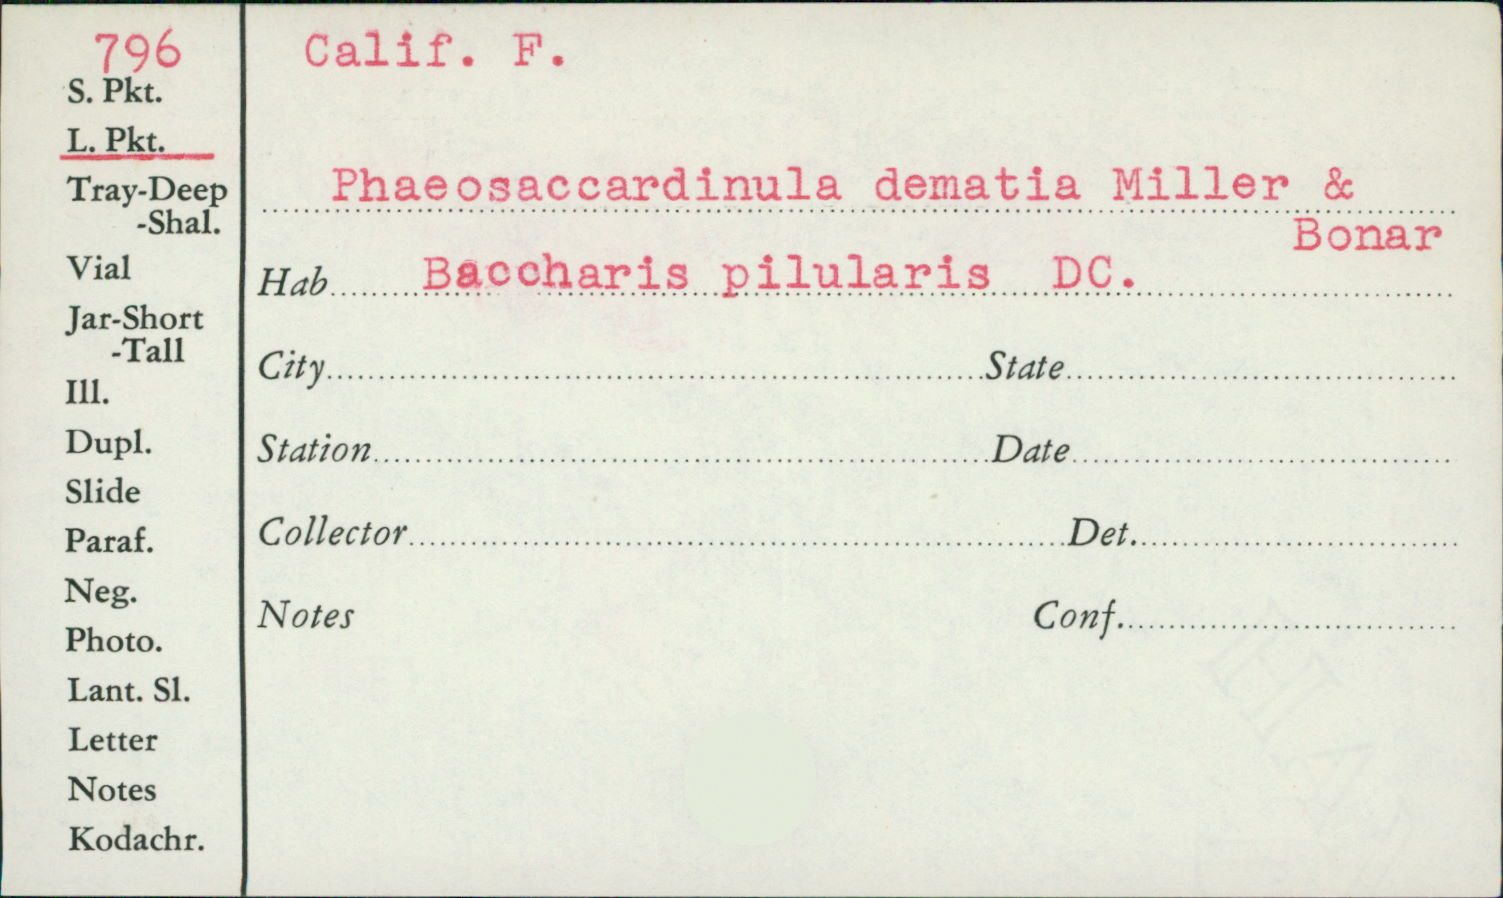 796
S. Pkt.
L. Pkt.
Tray-Deep
-Shal.
Vial
Jar-Short
-Tall
Ill.
Dupl.
Slide
Paraf.
Neg.
Photo.
Lant. Sl.
Letter
Notes
Kodachr.
Calif. F.
Phaeosaccardinula dematia Miller &
Bonar
Hab. Baccharis pilularis DC.
City State
Station Date
Collector Det.
Notes Conf.